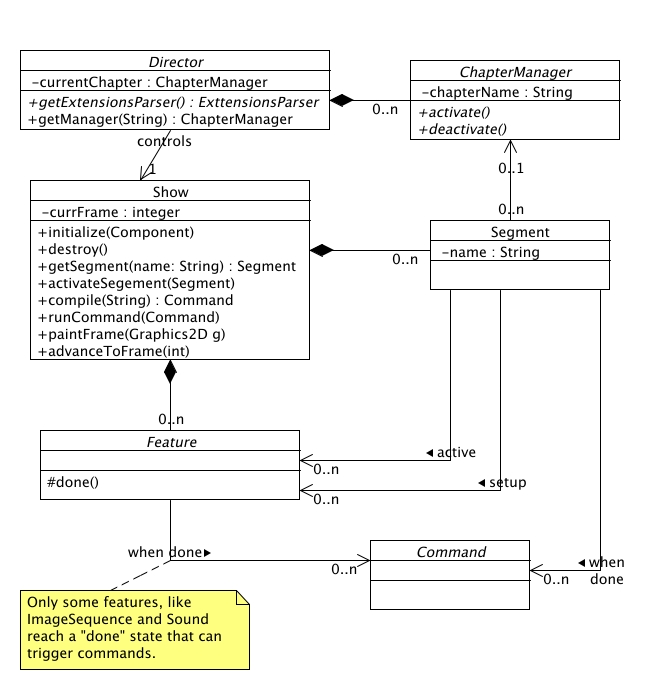 Director
-currentChapter : ChapterManager
+getExtensionsParser() : ExttensionsParser
+getManager(String) : ChapterManager
0..n
ChapterManager
-chapterName : String
+activate()
+deactivate()
controls
1
0..1
0..n
Show
-currFrame : integer
+initialize(Component)
+destroy()
+getSegment(name: String) : Segment
+activateSegement(Segment)
+compile(String) : Command
+runCommand(Command)
+paintFrame(Graphics2D g)
+advanceToFrame(int)
0..n
Segment
-name : String
0..n
Feature
#done()
◄ active
0..n
◄ setup
0..n
when done►
0..n
Command
◄ when
done
0..n
Only some features, like
ImageSequence and Sound
reach a "done" state that can
trigger commands.